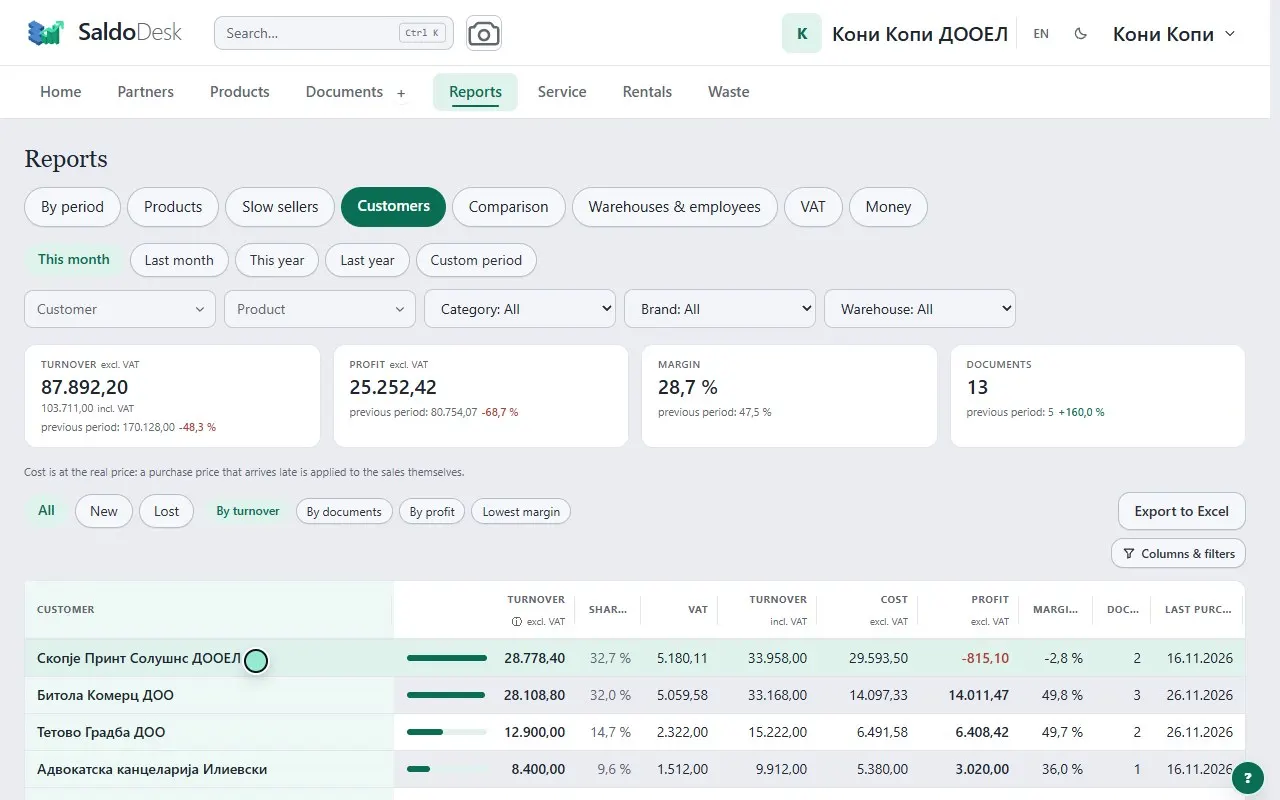 SaldoDesk
Search... Ctrl K
K Кони Копи ДООЕЛ EN Кони Копи
Home Partners Products Documents + Reports Service Rentals Waste
Reports
By period Products Slow sellers Customers Comparison Warehouses & employees VAT Money
This month Last month This year Last year Custom period
Customer Product Category: All Brand: All Warehouse: All
TURNOVER excl. VAT PROFIT excl. VAT MARGIN DOCUMENTS
87.892,20 25.252,42 28,7 % 13
103.711,00 incl. VAT previous period: 80.754,07 -68,7 % previous period: 47,5 % previous period: 5 +160,0 %
previous period: 170.128,00 -48,3 %
Cost is at the real price: a purchase price that arrives late is applied to the sales themselves.
All New Lost By turnover By documents By profit Lowest margin Export to Excel
Columns & filters
CUSTOMER TURNOVER excl. VAT SHAR... VAT TURNOVER incl. VAT COST excl. VAT PROFIT excl. VAT MARGI... DOC... LAST PURC...
Скопје Принт Солушнс ДООЕЛ 28.778,40 32,7 % 5.180,11 33.958,00 29.593,50 -815,10 -2,8 % 2 16.11.2026
Битола Комерц ДОО 28.108,80 32,0 % 5.059,58 33.168,00 14.097,33 14.011,47 49,8 % 3 26.11.2026
Тетово Градба ДОО 12.900,00 14,7 % 2.322,00 15.222,00 6.491,58 6.408,42 49,7 % 2 26.11.2026
Адвокатска канцеларија Илиевски 8.400,00 9,6 % 1.512,00 9.912,00 5.380,00 3.020,00 36,0 % 1 16.11.2026
?